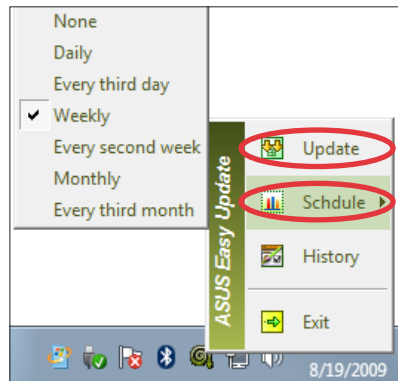 None
Daily
Every third day
Weekly
Every second week
Monthly
Every third month
ASUS Easy Update
Update
Schdule
History
Exit
8/19/2009